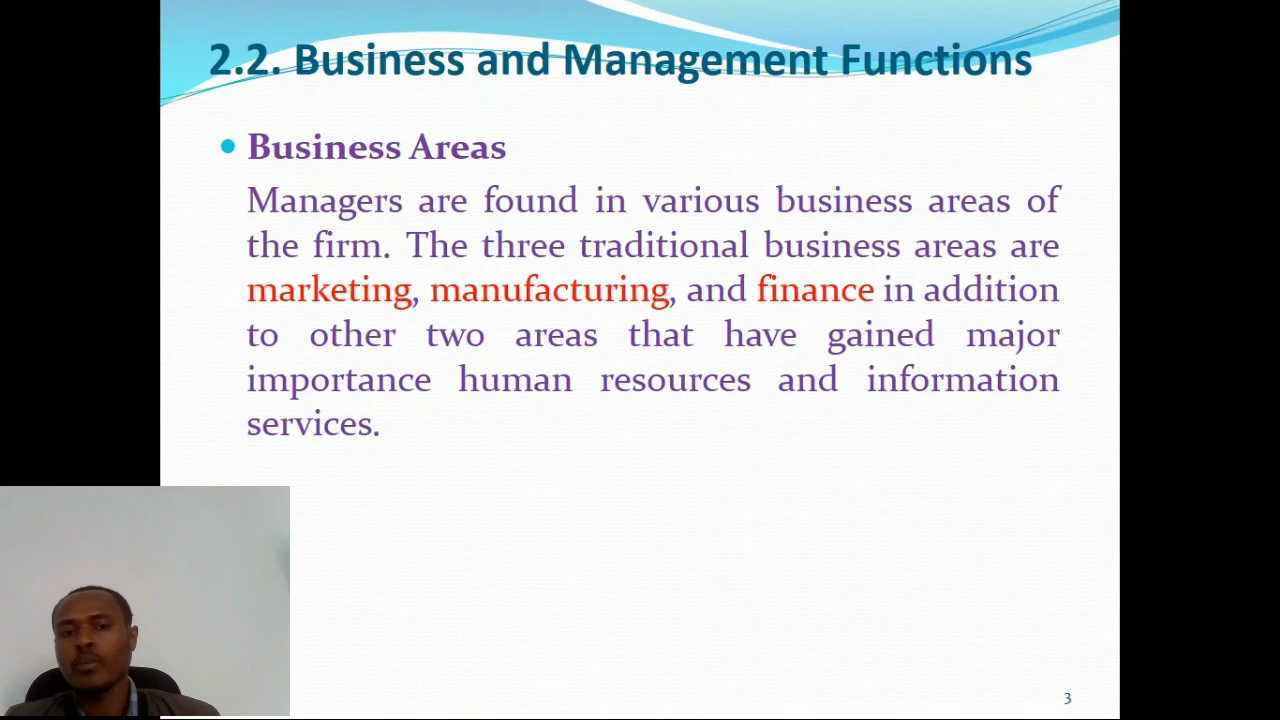 2.2. Business and Management Functions
• Business Areas
Managers are found in various business areas of
the firm. The three traditional business areas are
marketing, manufacturing, and finance in addition
to other two areas that have gained major
importance human resources and information
services.
3